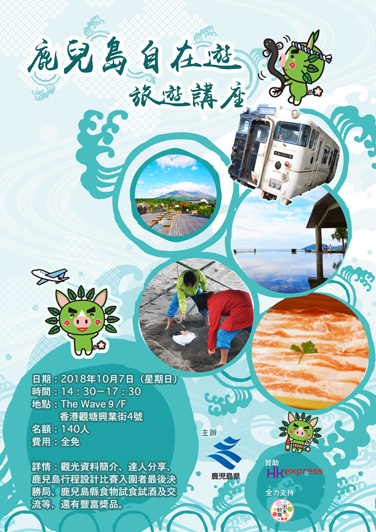 鹿兒島自在遊
旅遊講座
日期：2018年10月7日（星期日）
時間：14：30－17：30
地點：The Wave 9/F
香港觀塘興業街4號
名額：140人
費用：全免
詳情：觀光資料簡介、達人分享、
鹿兒島行程設計比賽入圍者最後決
勝局、鹿兒島縣食物試食試酒及交
流等，還有豐富獎品。
主辦
鹿児島県
贊助
HK express
全力支持